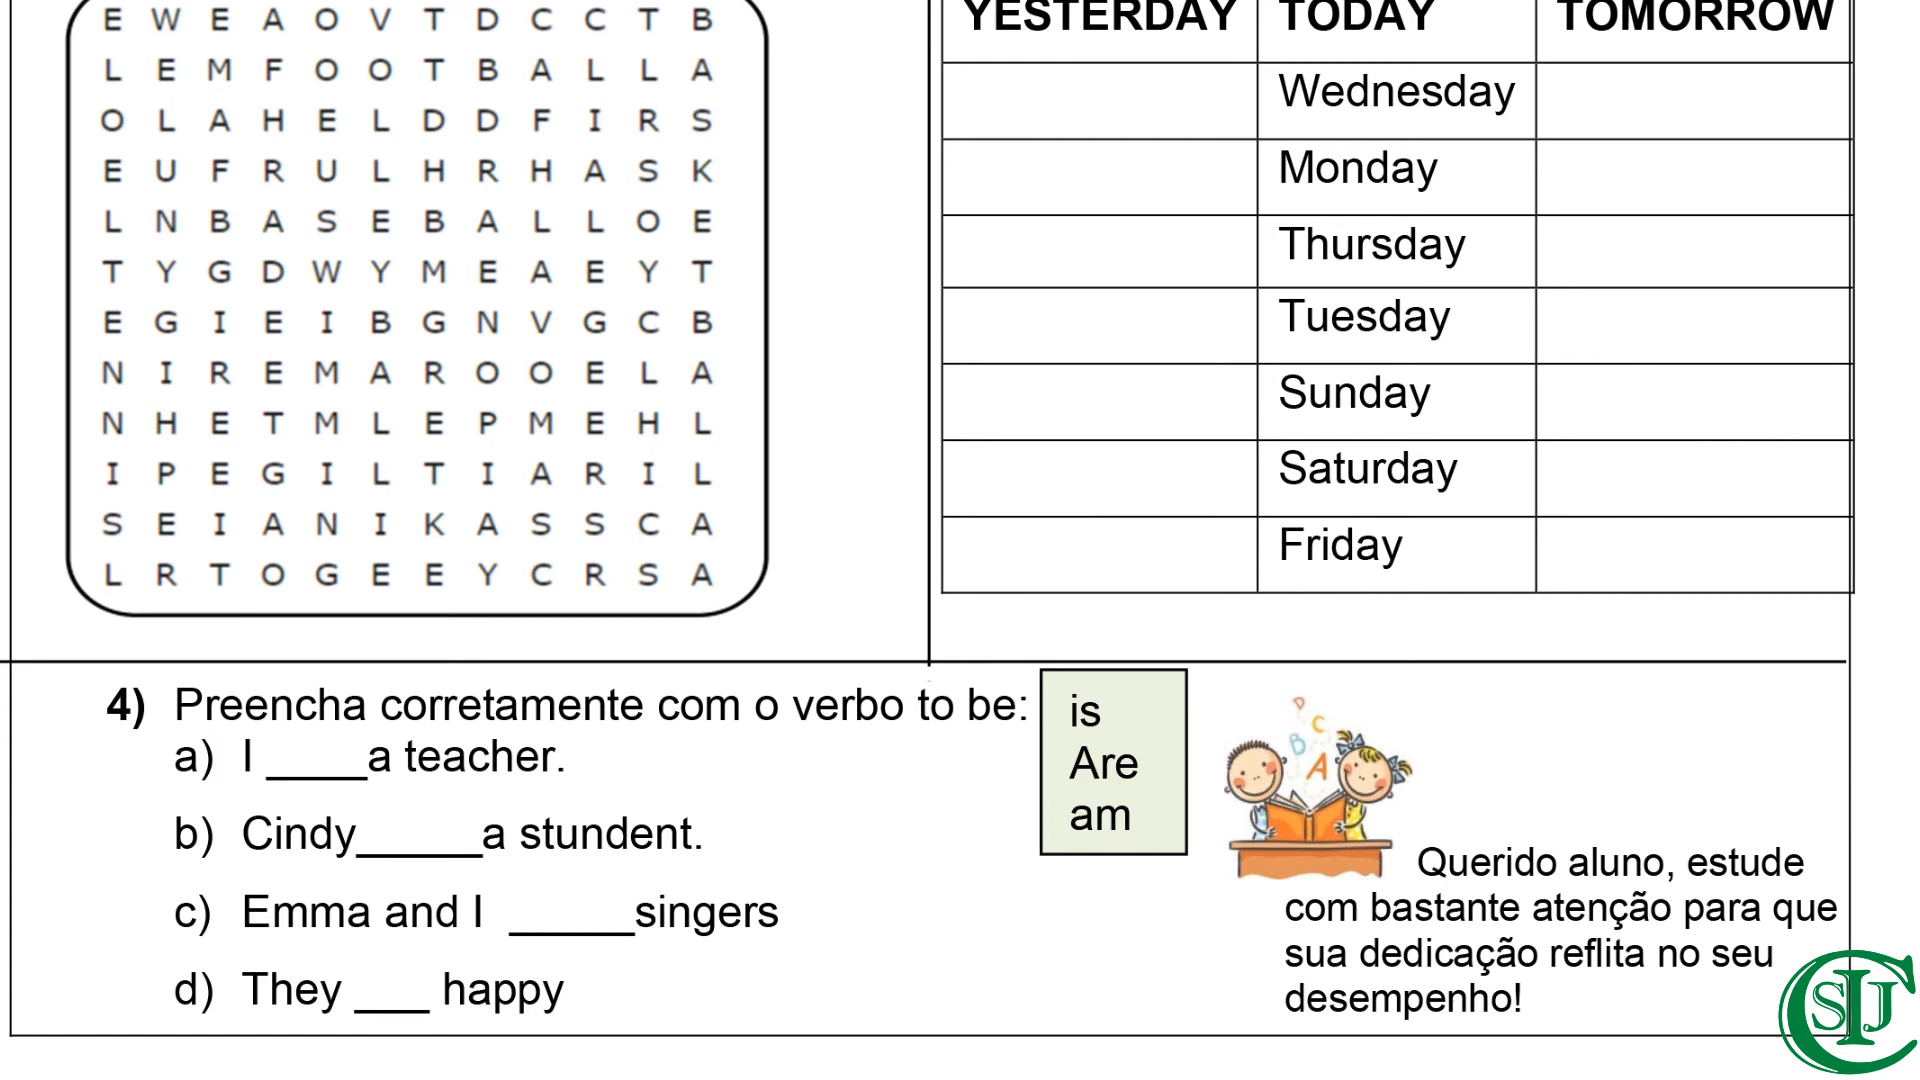 E W E A O V T D C C T B
L E M F O O T B A L L A
O L A H E L D D F I R S
E U F R U L H R H A S K
L N B A S E B A L L O E
T Y G D W Y M E A E Y T
E G I E I B G N V G C B
N I R E M A R O O E L A
N H E T M L E P M E H L
I P E G I L T I A R I L
S E I A N I K A S S C A
L R T O G E E Y C R S A
YESTERDAY TODAY TOMORROW
Wednesday
Monday
Thursday
Tuesday
Sunday
Saturday
Friday
4) Preencha corretamente com o verbo to be:
a) I ____a teacher.
b) Cindy_____a stundent.
c) Emma and I _____singers
d) They ___ happy
is
Are
am
D
C
B
A
Querido aluno, estude
com bastante atenção para que
sua dedicação reflita no seu
desempenho!
CSIJ